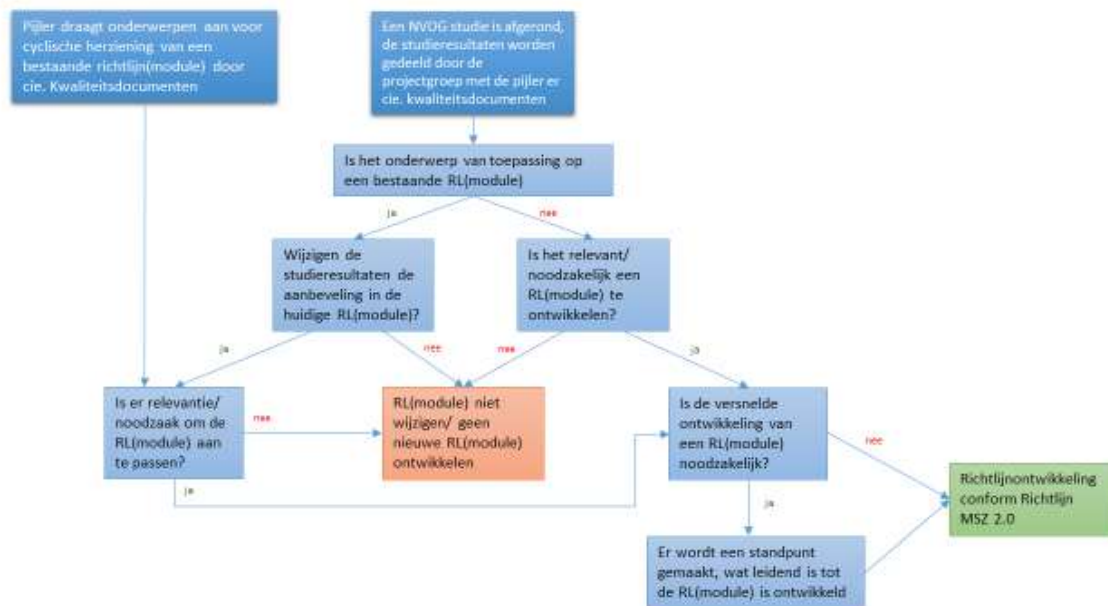 Pijler draagt onderwerpen aan voor
cyclische herziening van een
bestaande richtlijn(module) door
cie. Kwaliteitsdocumenten
Een NVOG studie is afgerond,
de studieresultaten worden
gedeeld door de
projectgroep met de pijler er
cie. kwaliteitsdocumenten
Is het onderwerp van toepassing op
een bestaande RL(module)
ja
nee
Wijzigen de
studieresultaten de
aanbeveling in de
huidige RL(module)?
Is het relevant/
noodzakelijk een
RL(module) te
ontwikkelen?
ja
nee
nee
ja
Is er relevantie/
noodzaak om de
RL(module) aan
te passen?
nee
RL(module) niet
wijzigen/ geen
nieuwe RL(module)
ontwikkelen
Is de versnelde
ontwikkeling van
een RL(module)
noodzakelijk?
nee
ja
ja
Richtlijnontwikkeling
conform Richtlijn
MSZ 2.0
Er wordt een standpunt
gemaakt, wat leidend is tot
de RL(module) is ontwikkeld